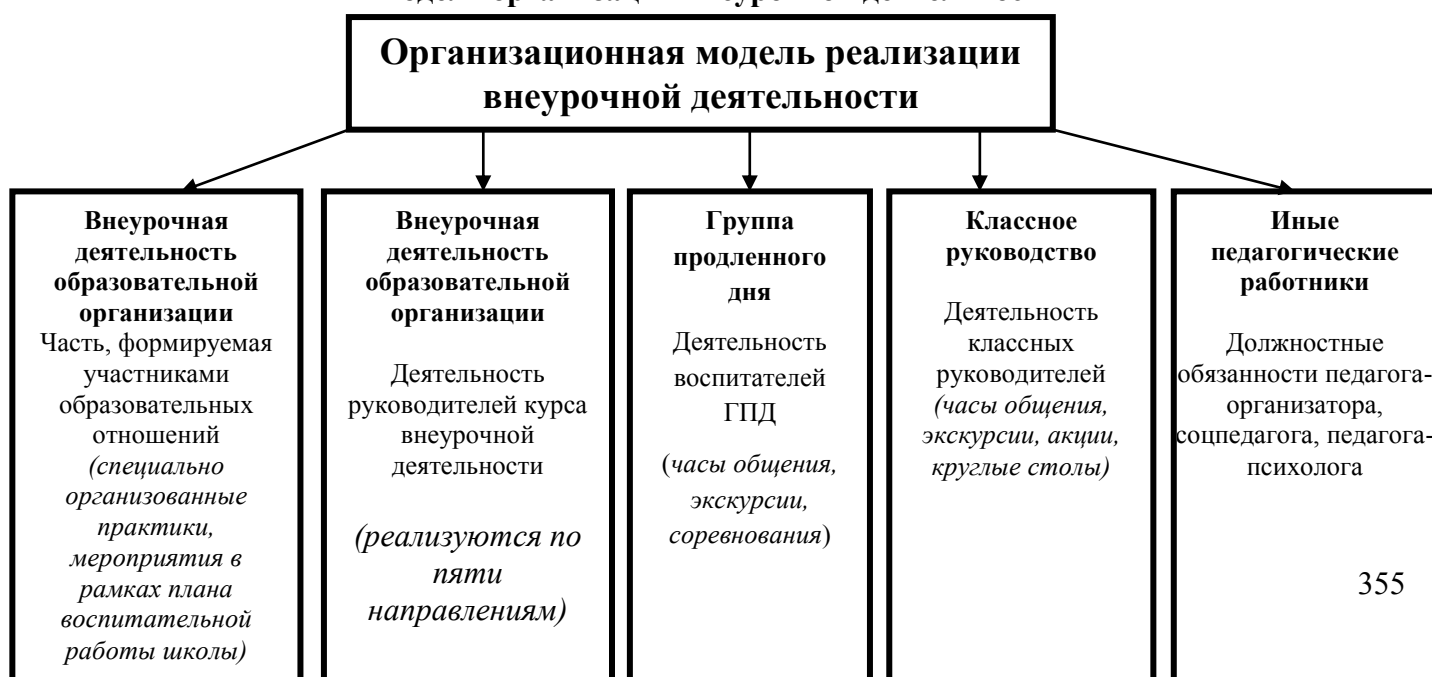 Организационная модель реализации
внеурочной деятельности
Внеурочная
деятельность
образовательной
организации
Часть, формируемая
участниками
образовательных
отношений
(специально
организованные
практики,
мероприятия в
рамках плана
воспитательной
работы школы)
Внеурочная
деятельность
образовательной
организации
Деятельность
руководителей курса
внеурочной
деятельности
(реализуются по
пяти
направлениям)
Группа
продленного
дня
Деятельность
воспитателей
ГПД
(часы общения,
экскурсии,
соревнования)
Классное
руководство
Деятельность
классных
руководителей
(часы общения,
экскурсии, акции,
круглые столы)
Иные
педагогические
работники
Должностные
обязанности педагога-
организатора,
соцпедагога, педагога-
психолога
355